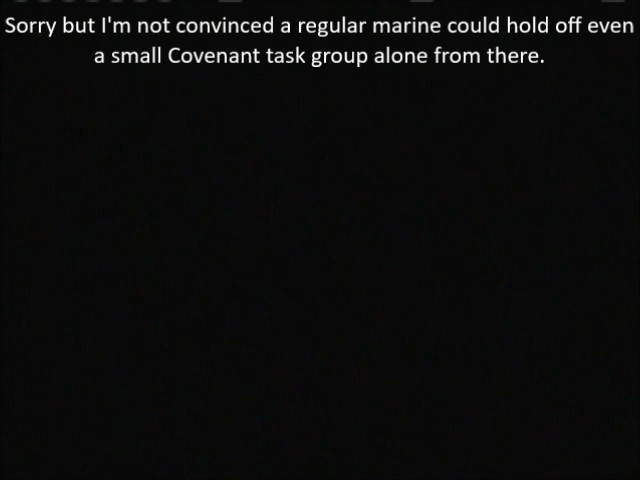 Sorry but I'm not convinced a regular marine could hold off even
a small Covenant task group alone from there.